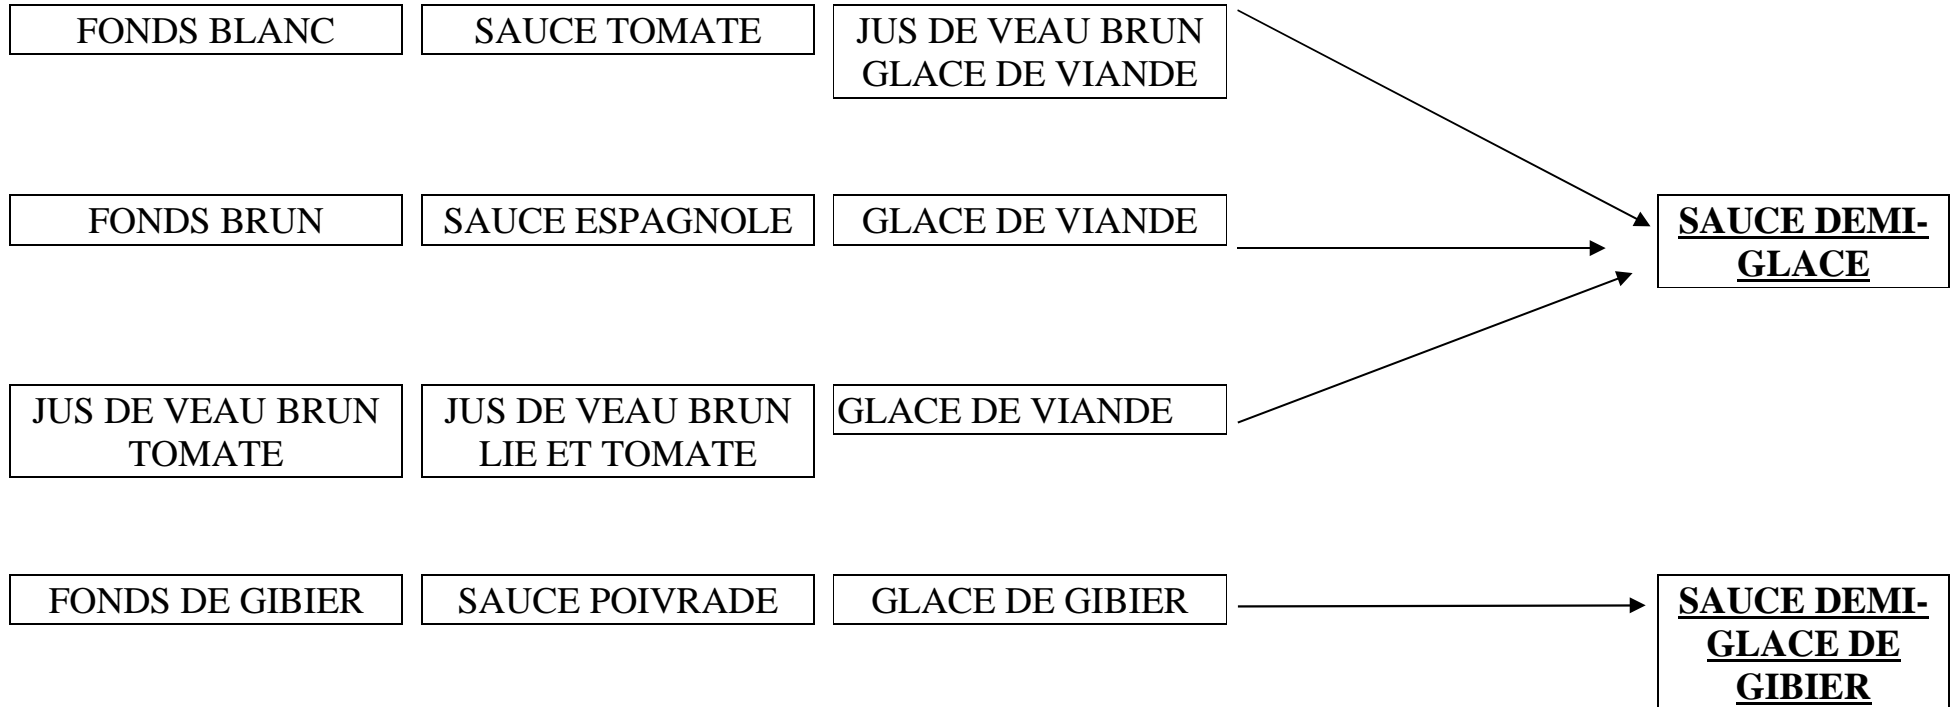 FONDS BLANC
SAUCE TOMATE
JUS DE VEAU BRUN
GLACE DE VIANDE
FONDS BRUN
SAUCE ESPAGNOLE
GLACE DE VIANDE
SAUCE DEMI-
GLACE
JUS DE VEAU BRUN
TOMATE
JUS DE VEAU BRUN
LIE ET TOMATE
GLACE DE VIANDE
FONDS DE GIBIER
SAUCE POIVRADE
GLACE DE GIBIER
SAUCE DEMI-
GLACE DE
GIBIER